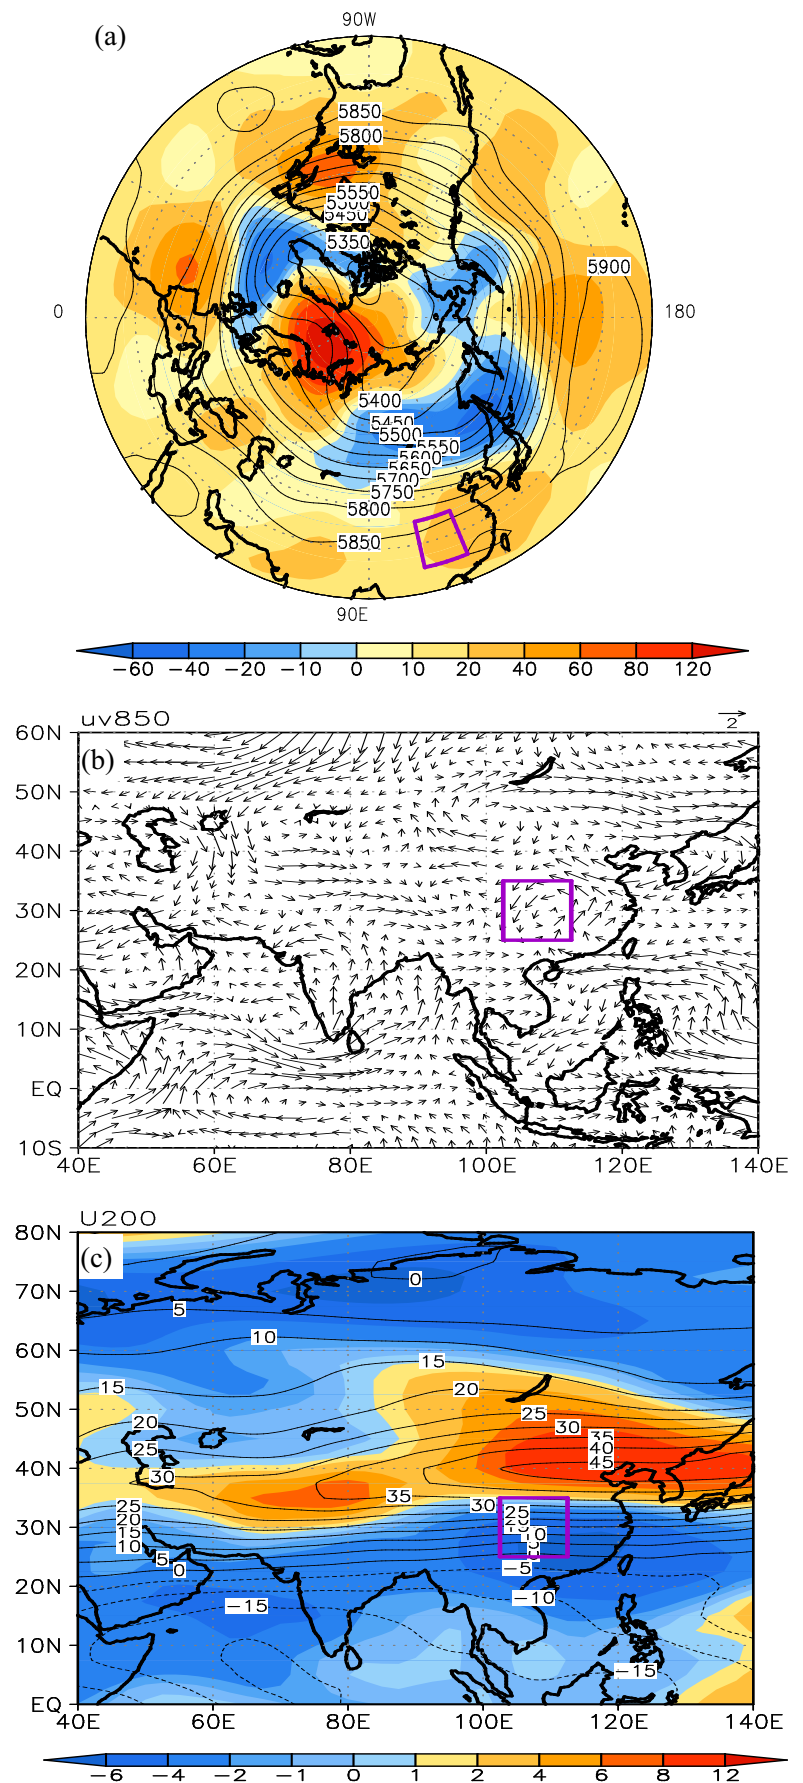 (a)
90W
5850
5800
5550
5500
5450
5350
5900
0
180
5400
5450
5500
5550
5600
5650
5700
5750
5800
5850
90E
−60 −40 −20 −10 0 10 20 40 60 80 120
uv850
2
(b)
60N
50N
40N
30N
20N
10N
EQ
10S
40E 60E 80E 100E 120E 140E
U200
(c)
80N
70N
60N
50N
40N
30N
20N
10N
EQ
0
5
10
15
15
20
20
25
25
30
35
40
45
30
35
30
25
20
15
10
5
0
25
10
−5
−10
−15
−15
40E 60E 80E 100E 120E 140E
−6 −4 −2 −1 0 1 2 4 6 8 12